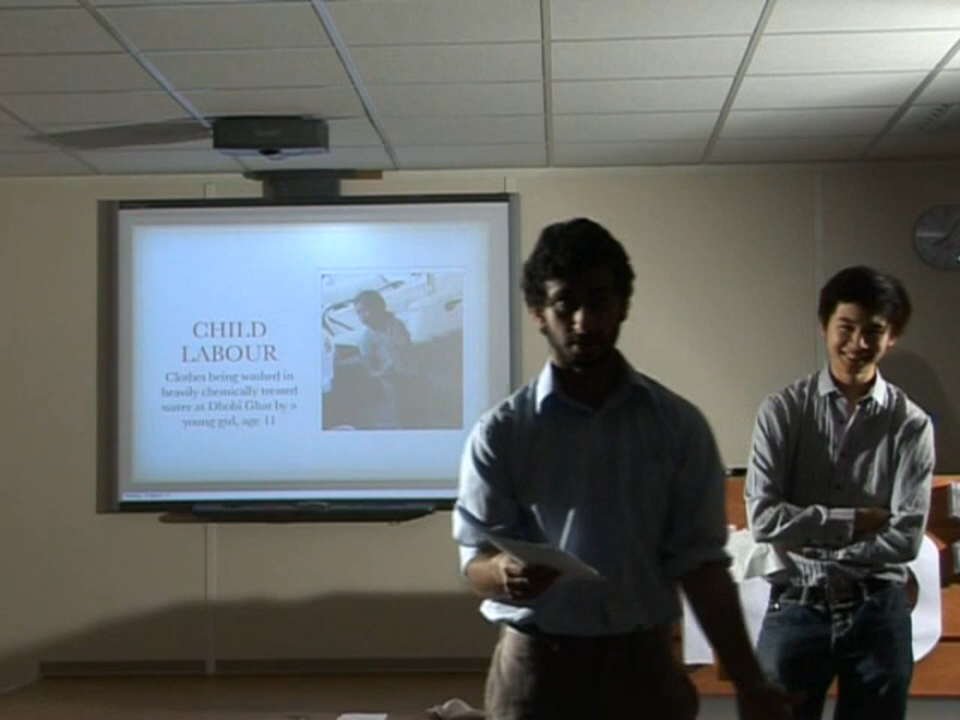 CHILD
LABOUR
Clothes being washed in
heavily chemically treated
water at Dhobi Ghat by a
young girl, age 11